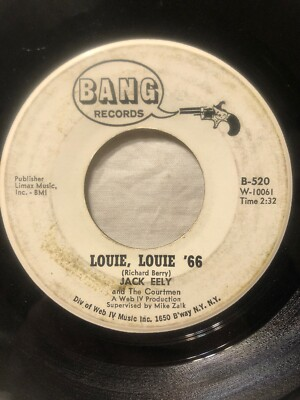 BANG
RECORDS
Publisher
Limas Music,
Inc. - BMI
B-520
W-10061
Time 2:32
LOUIE, LOUIE '66
(Richard Berry)
JACK EELY
and The Courtmen
A Web IV Production
Supervised by Mike Zalk
Div of Web IV Music Inc. 1650 B'way N.Y. N.Y.